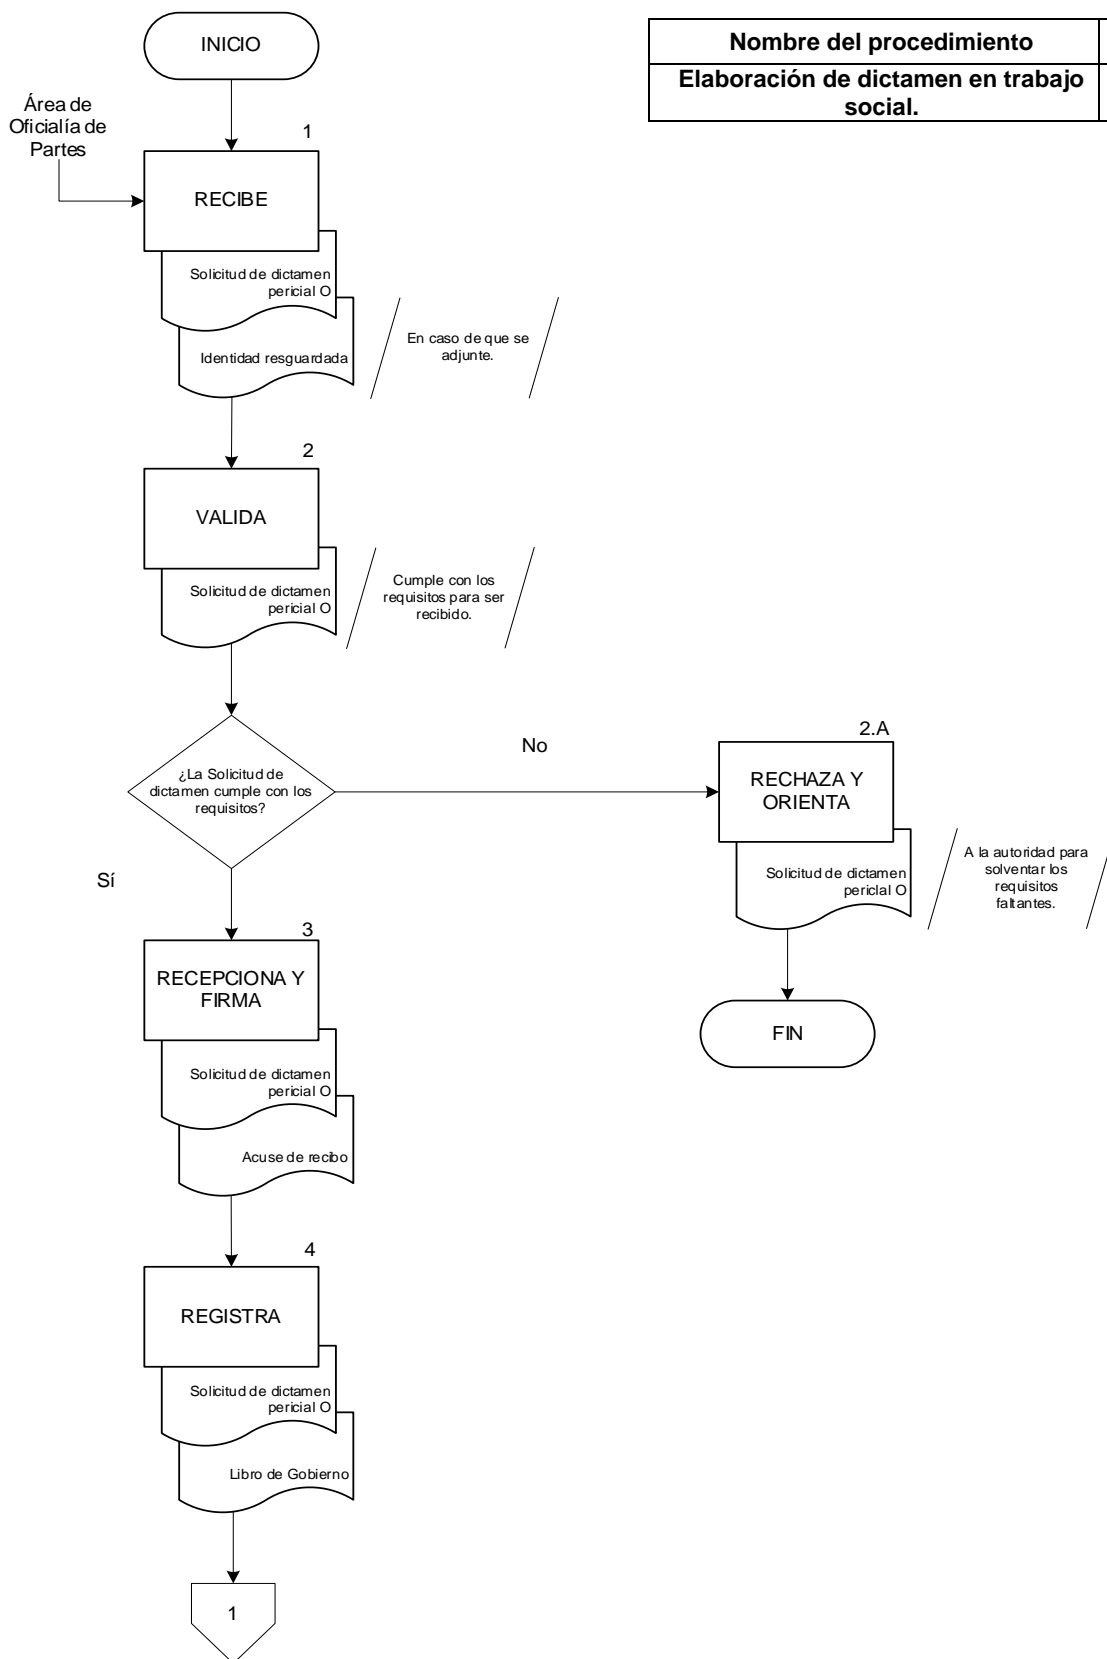 INICIO
Nombre del procedimiento
Elaboración de dictamen en trabajo
social.
Área de
Oficialía de
Partes
1
RECIBE
Solicitud de dictamen
pericial O
Identidad resguardada
En caso de que se
adjunte.
2
VALIDA
Solicitud de dictamen
pericial O
Cumple con los
requisitos para ser
recibido.
¿La Solicitud de
dictamen cumple con los
requisitos?
No
2.A
RECHAZA Y
ORIENTA
Solicitud de dictamen
pericial O
A la autoridad para
solventar los
requisitos
faltantes.
FIN
Sí
3
RECEPCIONA Y
FIRMA
Solicitud de dictamen
pericial O
Acuse de recibo
4
REGISTRA
Solicitud de dictamen
pericial O
Libro de Gobierno
1